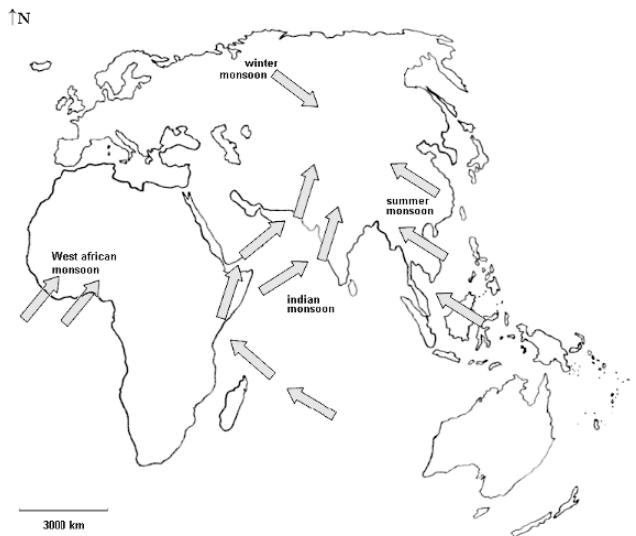 ↑N
winter
monsoon
summer
monsoon
West african
monsoon
indian
monsoon
3000 km